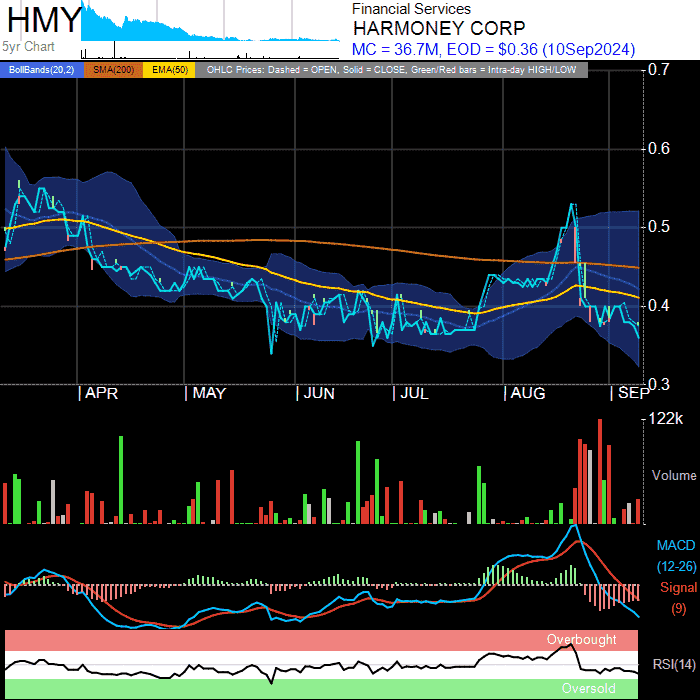 HMY
5yr Chart
Financial Services
HARMONEY CORP
MC = 36.7M, EOD = $0.36 (10Sep2024)
BollBands(20,2) SMA(200) EMA(50) OHLC Prices: Dashed = OPEN, Solid = CLOSE, Green/Red bars = Intra-day HIGH/LOW
0.7
0.6
0.5
0.4
0.3
APR MAY JUN JUL AUG SEP
122k
Volume
MACD
(12-26)
Signal
(9)
Overbought
RSI(14)
Oversold